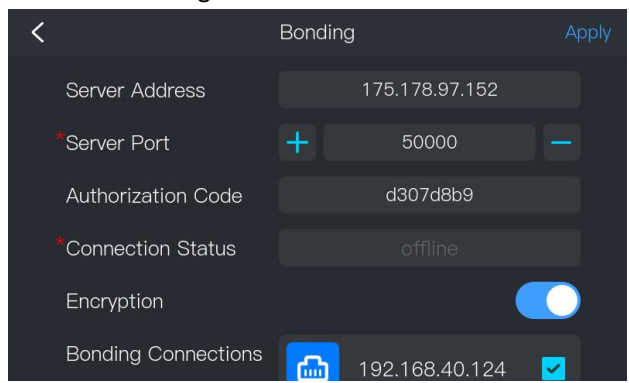 Bonding Apply
Server Address 175.178.97.152
*Server Port + 50000 −
Authorization Code d307d8b9
*Connection Status offline
Encryption
Bonding Connections 192.168.40.124